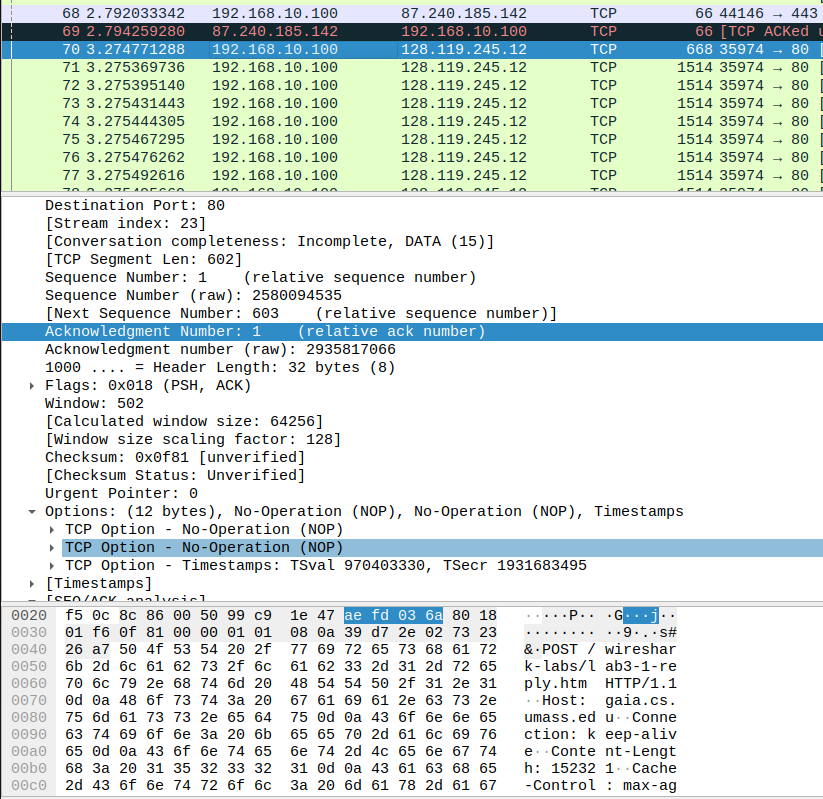 68 2.792033342 192.168.10.100 87.240.185.142 TCP 66 44146 → 443
69 2.794259280 87.240.185.142 192.168.10.100 TCP 66 [TCP ACKed u
70 3.274771288 192.168.10.100 128.119.245.12 TCP 668 35974 → 80 [
71 3.275369736 192.168.10.100 128.119.245.12 TCP 1514 35974 → 80 [
72 3.275395140 192.168.10.100 128.119.245.12 TCP 1514 35974 → 80 [
73 3.275431443 192.168.10.100 128.119.245.12 TCP 1514 35974 → 80 [
74 3.275444305 192.168.10.100 128.119.245.12 TCP 1514 35974 → 80 [
75 3.275467295 192.168.10.100 128.119.245.12 TCP 1514 35974 → 80 [
76 3.275476262 192.168.10.100 128.119.245.12 TCP 1514 35974 → 80 [
77 3.275492616 192.168.10.100 128.119.245.12 TCP 1514 35974 → 80 [
Destination Port: 80
[Stream index: 23]
[Conversation completeness: Incomplete, DATA (15)]
[TCP Segment Len: 602]
Sequence Number: 1 (relative sequence number)
Sequence Number (raw): 2580094535
[Next Sequence Number: 603 (relative sequence number)]
Acknowledgment Number: 1 (relative ack number)
Acknowledgment number (raw): 2935817066
1000 .... = Header Length: 32 bytes (8)
Flags: 0x018 (PSH, ACK)
Window: 502
[Calculated window size: 64256]
[Window size scaling factor: 128]
Checksum: 0x0f81 [unverified]
[Checksum Status: Unverified]
Urgent Pointer: 0
Options: (12 bytes), No-Operation (NOP), No-Operation (NOP), Timestamps
TCP Option - No-Operation (NOP)
TCP Option - No-Operation (NOP)
TCP Option - Timestamps: TSval 970403330, TSecr 1931683495
[Timestamps]
[SEQ/ACK analysis]
0020 f5 0c 8c 86 00 50 99 c9 1e 47 ae fd 03 6a 80 18 ·····P·· ·G···j··
0030 01 f6 0f 81 00 00 01 01 08 0a 39 d7 2e 02 73 23 ········ ··9·.·s#
0040 26 a7 50 4f 53 54 20 2f 77 69 72 65 73 68 61 72 &·POST / wireshar
0050 6b 2d 6c 61 62 73 2f 6c 61 62 33 2d 31 2d 72 65 k-labs/l ab3-1-re
0060 70 6c 79 2e 68 74 6d 20 48 54 54 50 2f 31 2e 31 ply.htm HTTP/1.1
0070 0d 0a 48 6f 73 74 3a 20 67 61 69 61 2e 63 73 2e ··Host: gaia.cs.
0080 75 6d 61 73 73 2e 65 64 75 0d 0a 43 6f 6e 6e 65 umass.ed u··Conne
0090 63 74 69 6f 6e 3a 20 6b 65 65 70 2d 61 6c 69 76 ction: k eep-aliv
00a0 65 0d 0a 43 6f 6e 74 65 6e 74 2d 4c 65 6e 67 74 e··Conte nt-Lengt
00b0 68 3a 20 31 35 32 33 32 31 0d 0a 43 61 63 68 65 h: 15232 1··Cache
00c0 2d 43 6f 6e 74 72 6f 6c 3a 20 6d 61 78 2d 61 67 -Control : max-ag